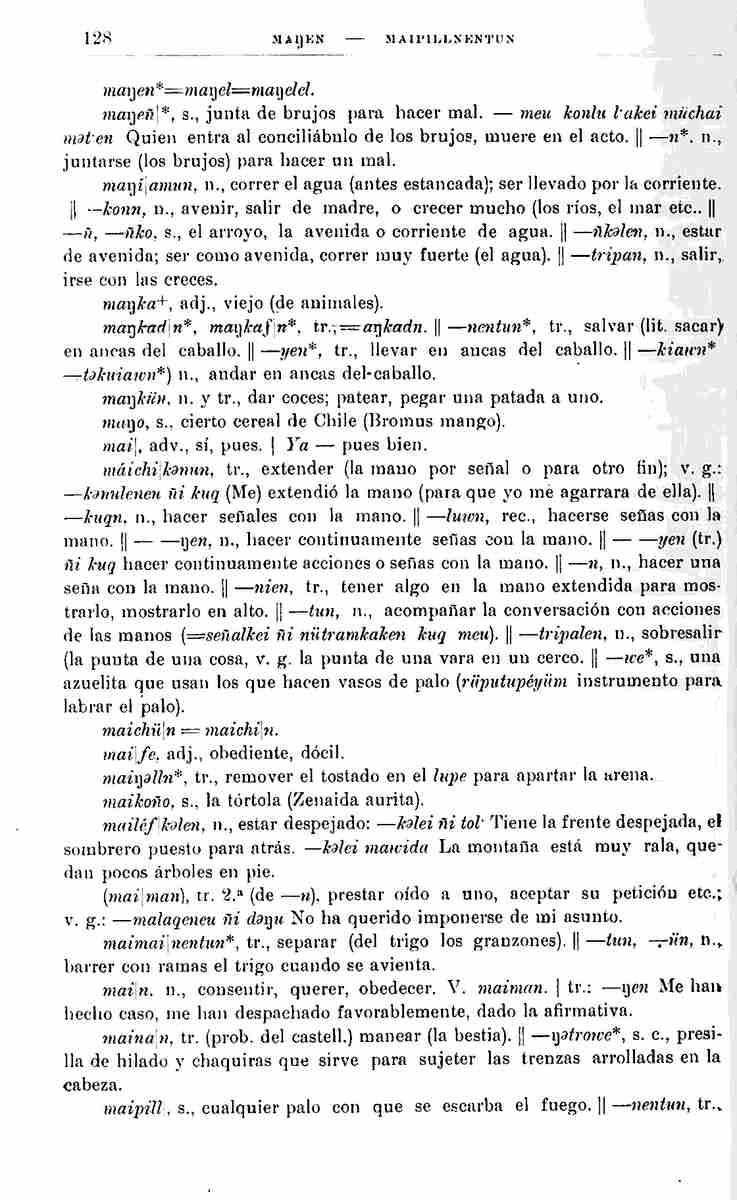 128 MAŊEN — MAIPILLNENTUN
maŋen*=maŋel=maŋelel.
maŋeñ|*, s., junta de brujos para hacer mal. — meu konlu l·akei müchai
mət·en Quien entra al conciliábulo de los brujos, muere en el acto. || —n*. n.,
juntarse (los brujos) para hacer un mal.
maŋi|amun, n., correr el agua (antes estancada); ser llevado por la corriente.
|| —konn, n., avenir, salir de madre, o crecer mucho (los ríos, el mar etc.. ||
—ñ, —ñko, s., el arroyo, la avenida o corriente de agua. || —ñkəlen, n., estar
de avenida; ser como avenida, correr muy fuerte (el agua). || —tripan, n., salir,
irse con las creces.
maŋka+, adj., viejo (de animales).
maŋkad|n*, maŋkaf|n*, tr., =aŋkadn. || —nentun*, tr., salvar (lit. sacar)
en ancas del caballo. || —yen*, tr., llevar en ancas del caballo. || —kiawn*
—təkuiawn*) n., andar en ancas del caballo.
maŋkün, n. y tr., dar coces; patear, pegar una patada a uno.
maŋo, s., cierto cereal de Chile (Bromus mango).
mai|, adv., sí, pues. | Ya — pues bien.
máichi|kənun, tr., extender (la mano por señal o para otro fin); v. g.:
—kənulenen ñi kuq (Me) extendió la mano (para que yo me agarrara de ella). ||
—kuqn, n., hacer señales con la mano. || —luwn, rec., hacerse señas con la
mano. || — —ŋen, n., hacer continuamente señas con la mano. || — —yen (tr.)
ñi kuq hacer continuamente acciones o señas con la mano. || —n, n., hacer una
seña con la mano. || —nien, tr., tener algo en la mano extendida para mos-
trarlo, mostrarlo en alto. || —tun, n., acompañar la conversación con acciones
de las manos (=señalkei ñi nütramkaken kuq meu). || —tripalen, n., sobresalir
(la punta de una cosa, v. g. la punta de una vara en un cerco. || —we*, s., una
azuelita que usan los que hacen vasos de palo (rüputupéyüm instrumento para
labrar el palo).
maichü|n = maichi|n.
mai|fe, adj., obediente, dócil.
maiŋəlln*, tr., remover el tostado en el lupe para apartar la arena.
maikoño, s., la tórtola (Zenaida aurita).
mailéf|kəlen, n., estar despejado: —kəlei ñi tol· Tiene la frente despejada, el
sombrero puesto para atrás. —kəlei mawida La montaña está muy rala, que-
dan pocos árboles en pie.
(mai|man), tr. 2.ª (de —n), prestar oído a uno, aceptar su petición etc.;
v. g.: —malaqeneu ñi dəŋu No ha querido imponerse de mi asunto.
maimai|nentun*, tr., separar (del trigo los granzones). || —tun, —ün, n.,
barrer con ramas el trigo cuando se avienta.
mai|n, n., consentir, querer, obedecer. V. maiman. | tr.: —ŋen Me han
hecho caso, me han despachado favorablemente, dado la afirmativa.
maina|n, tr. (prob. del castell.) manear (la bestia). || —ŋətrowe*, s. c., presi-
lla de hilado y chaquiras que sirve para sujeter las trenzas arrolladas en la
cabeza.
maipill|, s., cualquier palo con que se escarba el fuego. || —nentun, tr.,